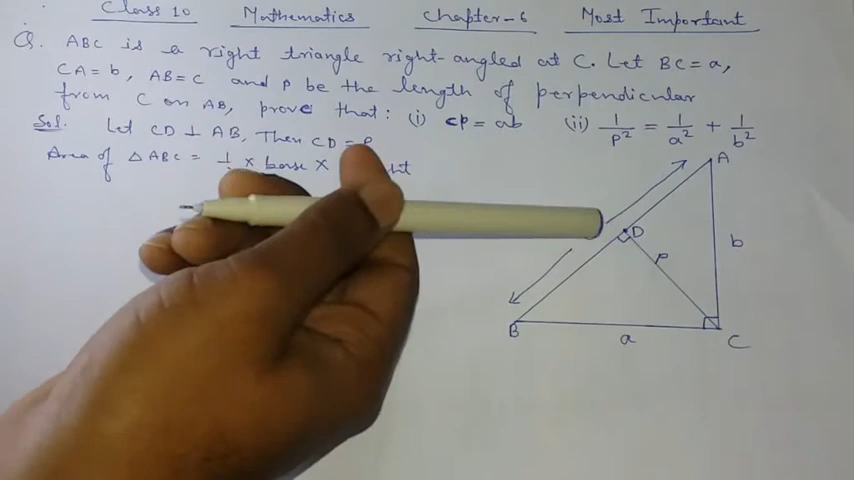 Class 10 Mathematics Chapter-6 Most Important
Q. ABC is a right triangle right-angled at C. Let BC = a,
CA = b, AB = c and p be the length of perpendicular
from C on AB, prove that: (i) cp = ab (ii) 1/p² = 1/a² + 1/b²
Sol. Let CD ⊥ AB, Then CD = p
Area of △ABC = 1/ × base ×
A
D
p
b
B
a
C